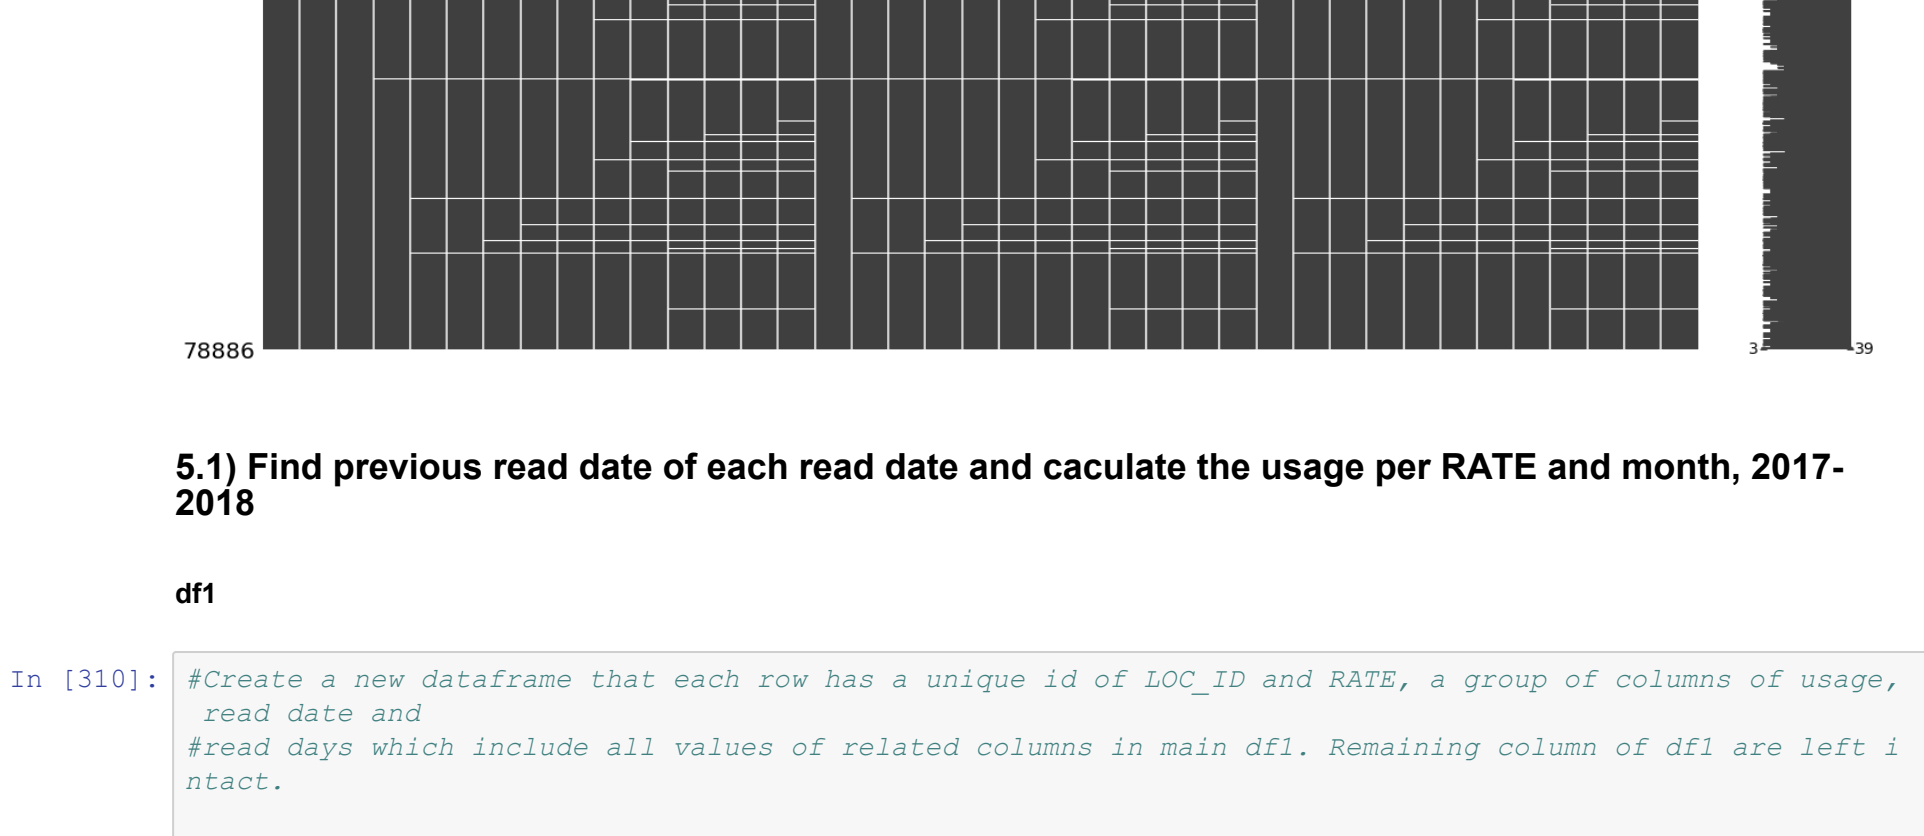 78886
3
39
5.1) Find previous read date of each read date and caculate the usage per RATE and month, 2017-
2018
df1
In [310]:
#Create a new dataframe that each row has a unique id of LOC_ID and RATE, a group of columns of usage,
read date and
#read days which include all values of related columns in main df1. Remaining column of df1 are left i
ntact.